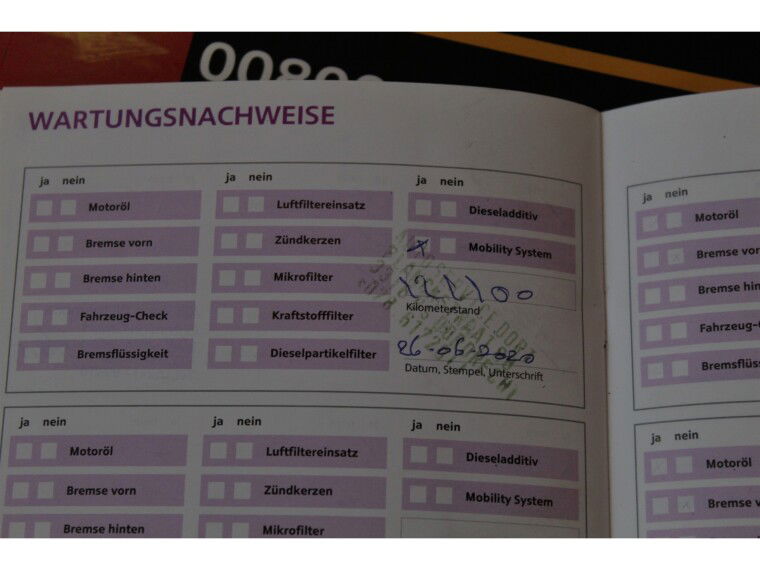 WARTUNGSNACHWEISE
ja nein
Motoröl
Bremse vorn
Bremse hinten
Fahrzeug-Check
Bremsflüssigkeit
ja nein
Luftfiltereinsatz
Zündkerzen
Mikrofilter
Kraftstofffilter
Dieselpartikelfilter
ja nein
Dieseladditiv
x Mobility System
Kilometerstand
26-06-2020
Datum, Stempel, Unterschrift
ja nein
Motoröl
Bremse vorn
Bremse hinten
ja nein
Luftfiltereinsatz
Zündkerzen
Mikrofilter
ja nein
Dieseladditiv
Mobility System
ja nein
Motoröl
Bremse vor
Bremse hin
Fahrzeug-
Bremsflüss
ja nein
Motoröl
Bremse v